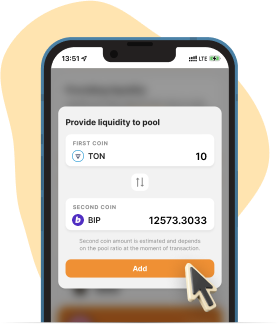 13:51
LTE
Provide liquidity to pool
FIRST COIN
TON 10
SECOND COIN
BIP 12573.3033
Second coin amount is estimated and depends
on the pool ratio at the moment of transaction.
Add